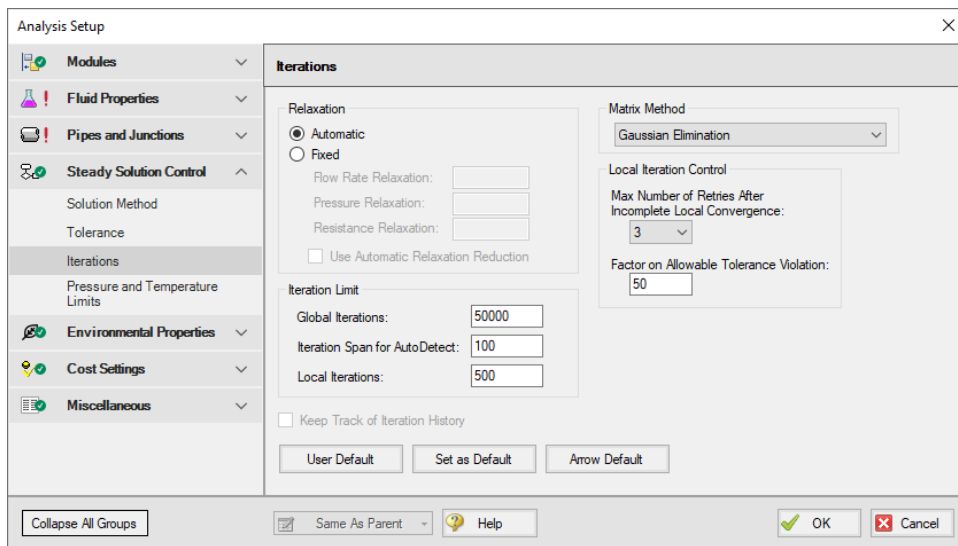 Analysis Setup
Modules
Fluid Properties
Pipes and Junctions
Steady Solution Control
Solution Method
Tolerance
Iterations
Pressure and Temperature
Limits
Environmental Properties
Cost Settings
Miscellaneous
Iterations
Relaxation
Automatic
Fixed
Flow Rate Relaxation:
Pressure Relaxation:
Resistance Relaxation:
Use Automatic Relaxation Reduction
Iteration Limit
Global Iterations: 50000
Iteration Span for AutoDetect: 100
Local Iterations: 500
Keep Track of Iteration History
Matrix Method
Gaussian Elimination
Local Iteration Control
Max Number of Retries After
Incomplete Local Convergence:
3
Factor on Allowable Tolerance Violation:
50
User Default Set as Default Arrow Default
Collapse All Groups Same As Parent Help OK Cancel